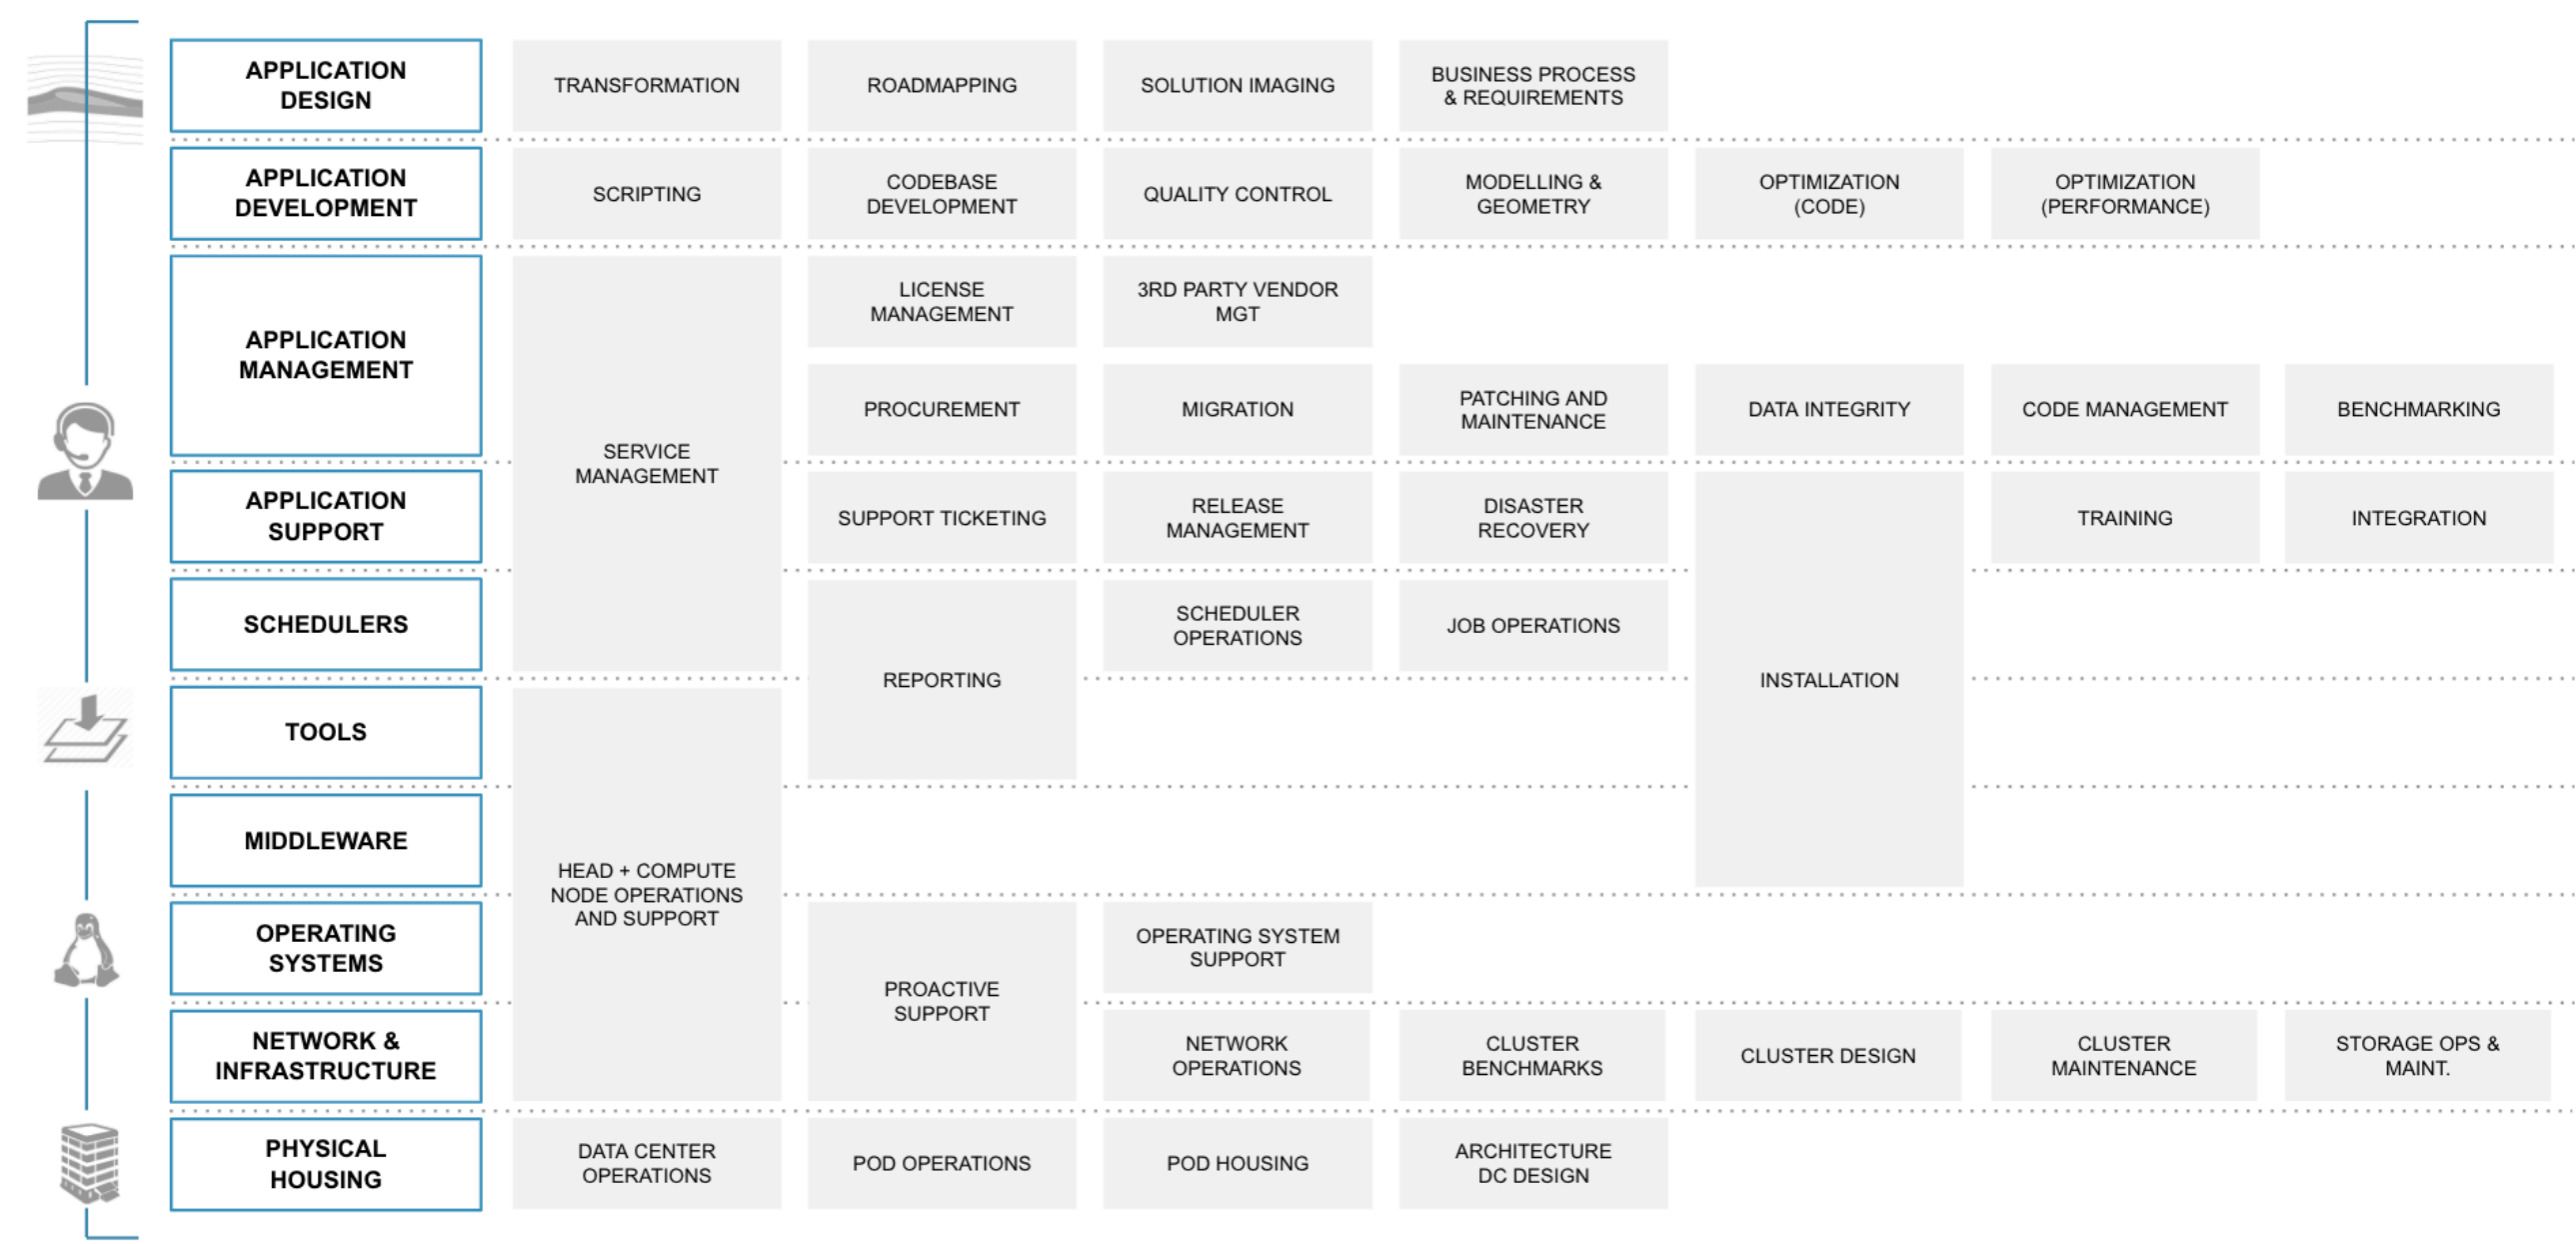 APPLICATION
DESIGN
TRANSFORMATION
ROADMAPPING
SOLUTION IMAGING
BUSINESS PROCESS
& REQUIREMENTS
APPLICATION
DEVELOPMENT
SCRIPTING
CODEBASE
DEVELOPMENT
QUALITY CONTROL
MODELLING &
GEOMETRY
OPTIMIZATION
(CODE)
OPTIMIZATION
(PERFORMANCE)
APPLICATION
MANAGEMENT
SERVICE
MANAGEMENT
LICENSE
MANAGEMENT
3RD PARTY VENDOR
MGT
PROCUREMENT
MIGRATION
PATCHING AND
MAINTENANCE
DATA INTEGRITY
CODE MANAGEMENT
BENCHMARKING
APPLICATION
SUPPORT
SUPPORT TICKETING
RELEASE
MANAGEMENT
DISASTER
RECOVERY
INSTALLATION
TRAINING
INTEGRATION
SCHEDULERS
REPORTING
SCHEDULER
OPERATIONS
JOB OPERATIONS
TOOLS
HEAD + COMPUTE
NODE OPERATIONS
AND SUPPORT
MIDDLEWARE
OPERATING
SYSTEMS
PROACTIVE
SUPPORT
OPERATING SYSTEM
SUPPORT
NETWORK &
INFRASTRUCTURE
NETWORK
OPERATIONS
CLUSTER
BENCHMARKS
CLUSTER DESIGN
CLUSTER
MAINTENANCE
STORAGE OPS &
MAINT.
PHYSICAL
HOUSING
DATA CENTER
OPERATIONS
POD OPERATIONS
POD HOUSING
ARCHITECTURE
DC DESIGN